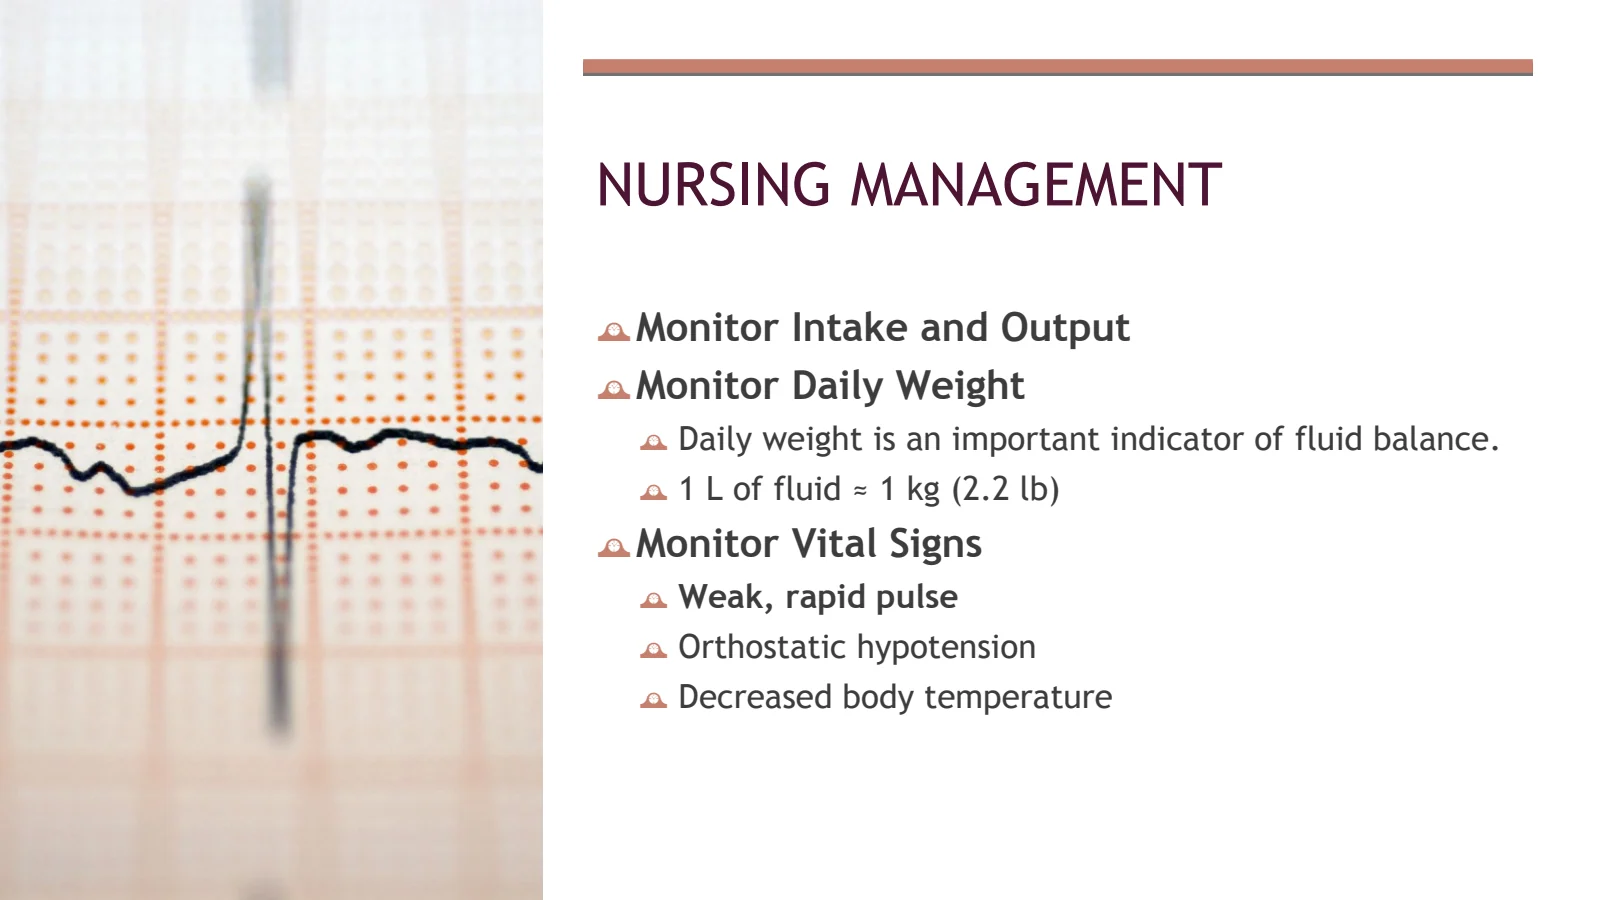 NURSING MANAGEMENT
Monitor Intake and Output
Monitor Daily Weight
Daily weight is an important indicator of fluid balance.
1 L of fluid ≈ 1 kg (2.2 lb)
Monitor Vital Signs
Weak, rapid pulse
Orthostatic hypotension
Decreased body temperature